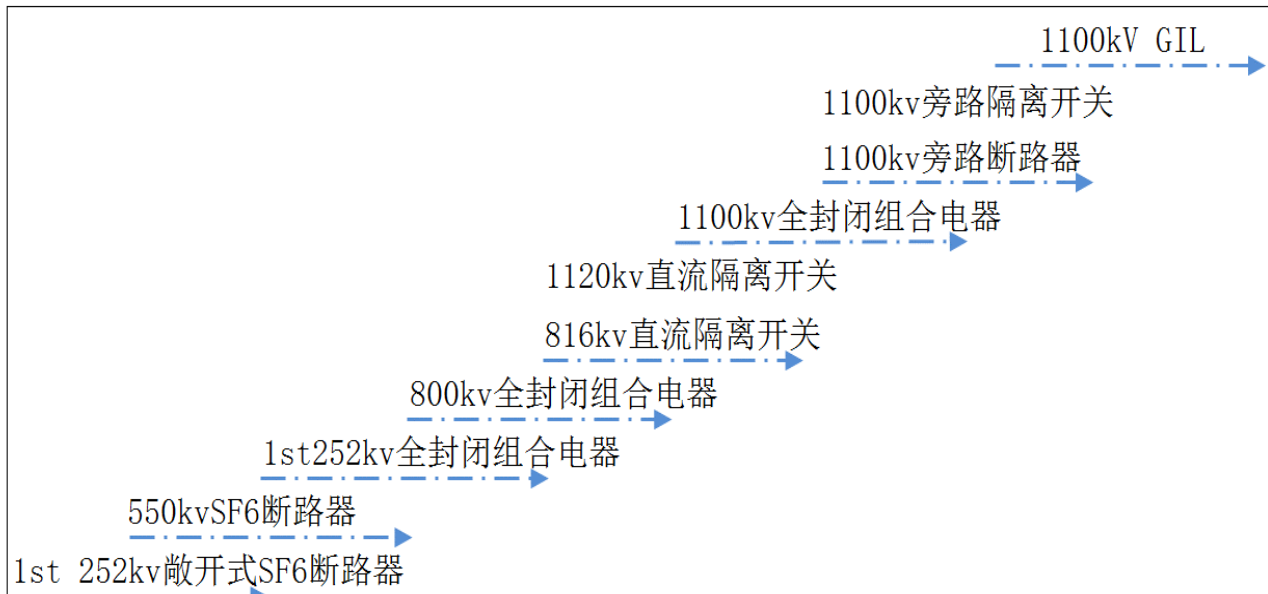 1100kV GIL
1100kv旁路隔离开关
1100kv旁路断路器
1100kv全封闭组合电器
1120kv直流隔离开关
816kv直流隔离开关
800kv全封闭组合电器
1st252kv全封闭组合电器
550kvSF6断路器
1st 252kv敞开式SF6断路器